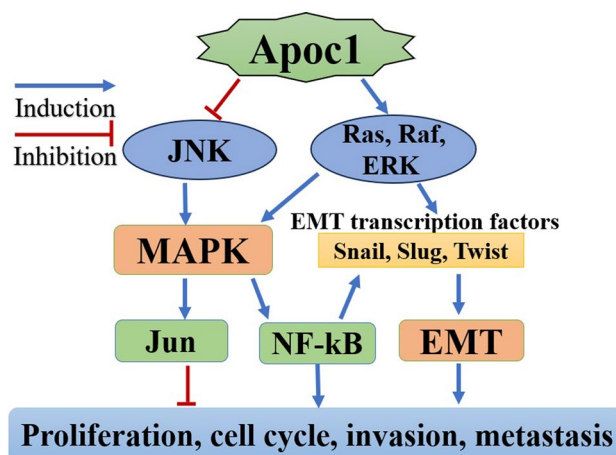 Apoc1
Induction
Inhibition
JNK
Ras, Raf,
ERK
EMT transcription factors
MAPK
Snail, Slug, Twist
Jun
NF-kB
EMT
Proliferation, cell cycle, invasion, metastasis